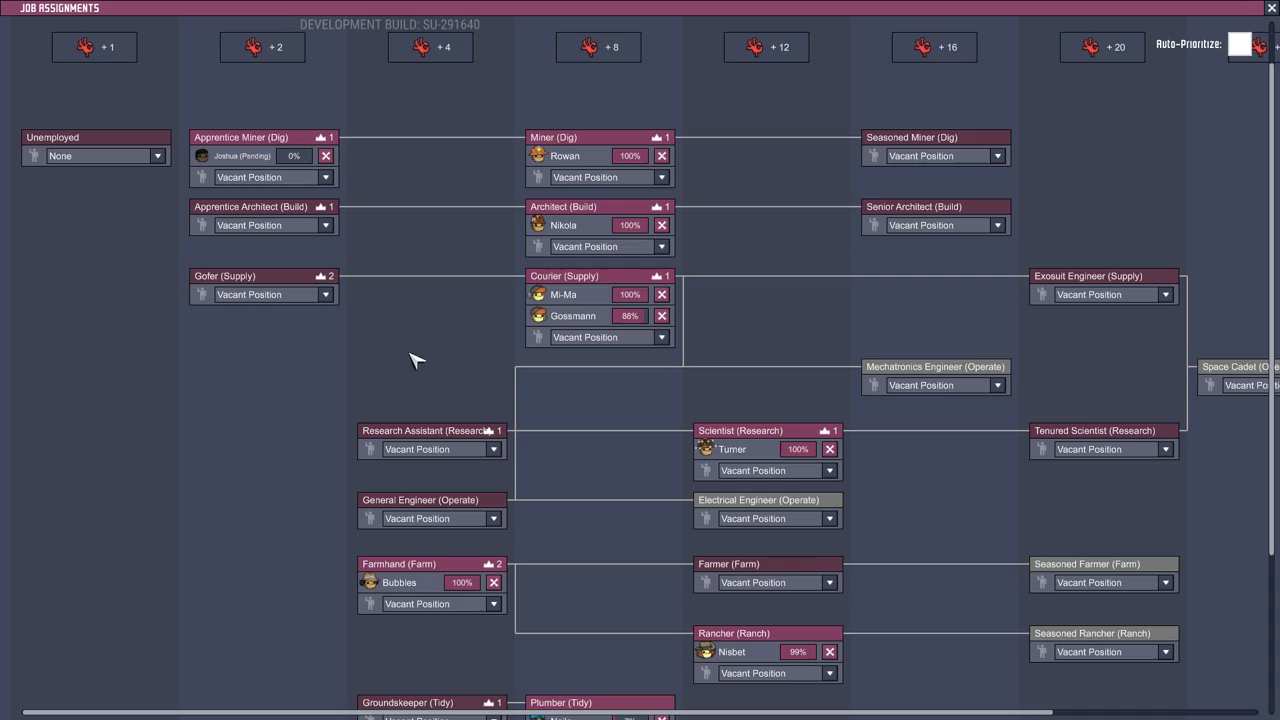 JOB ASSIGNMENTS
DEVELOPMENT BUILD: SU-291640
+ 1
+ 2
+ 4
+ 8
+ 12
+ 16
+ 20
Auto-Prioritize:
Unemployed
None
Apprentice Miner (Dig) 1
Joshua (Pending) 0%
Vacant Position
Miner (Dig) 1
Rowan 100%
Vacant Position
Seasoned Miner (Dig)
Vacant Position
Apprentice Architect (Build) 1
Vacant Position
Architect (Build) 1
Nikola 100%
Vacant Position
Senior Architect (Build)
Vacant Position
Gofer (Supply) 2
Vacant Position
Courier (Supply) 1
Mi-Ma 100%
Gossmann 88%
Vacant Position
Exosuit Engineer (Supply)
Vacant Position
Mechatronics Engineer (Operate)
Vacant Position
Space Cadet (Ope
Vacant Posit
Research Assistant (Research 1
Vacant Position
Scientist (Research) 1
Turner 100%
Vacant Position
Tenured Scientist (Research)
Vacant Position
General Engineer (Operate)
Vacant Position
Electrical Engineer (Operate)
Vacant Position
Farmhand (Farm) 2
Bubbles 100%
Vacant Position
Farmer (Farm)
Vacant Position
Seasoned Farmer (Farm)
Vacant Position
Rancher (Ranch)
Nisbet 99%
Vacant Position
Seasoned Rancher (Ranch)
Vacant Position
Groundskeeper (Tidy) 1
Plumber (Tidy)